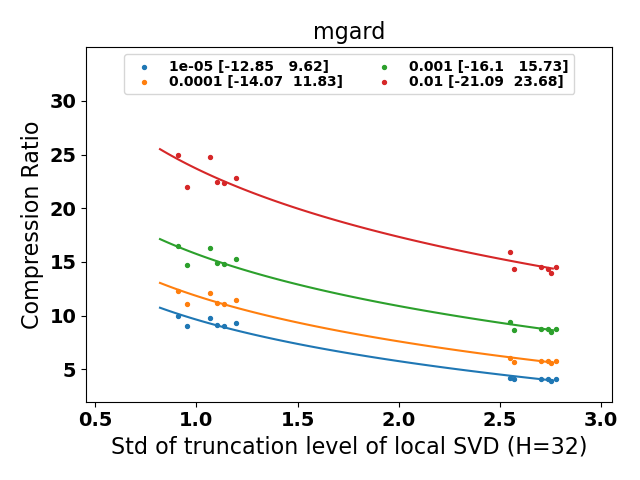 mgard
1e-05 [-12.85   9.62]
0.0001 [-14.07  11.83]
0.001 [-16.1   15.73]
0.01 [-21.09  23.68]
Compression Ratio
30
25
20
15
10
5
0.5 1.0 1.5 2.0 2.5 3.0
Std of truncation level of local SVD (H=32)